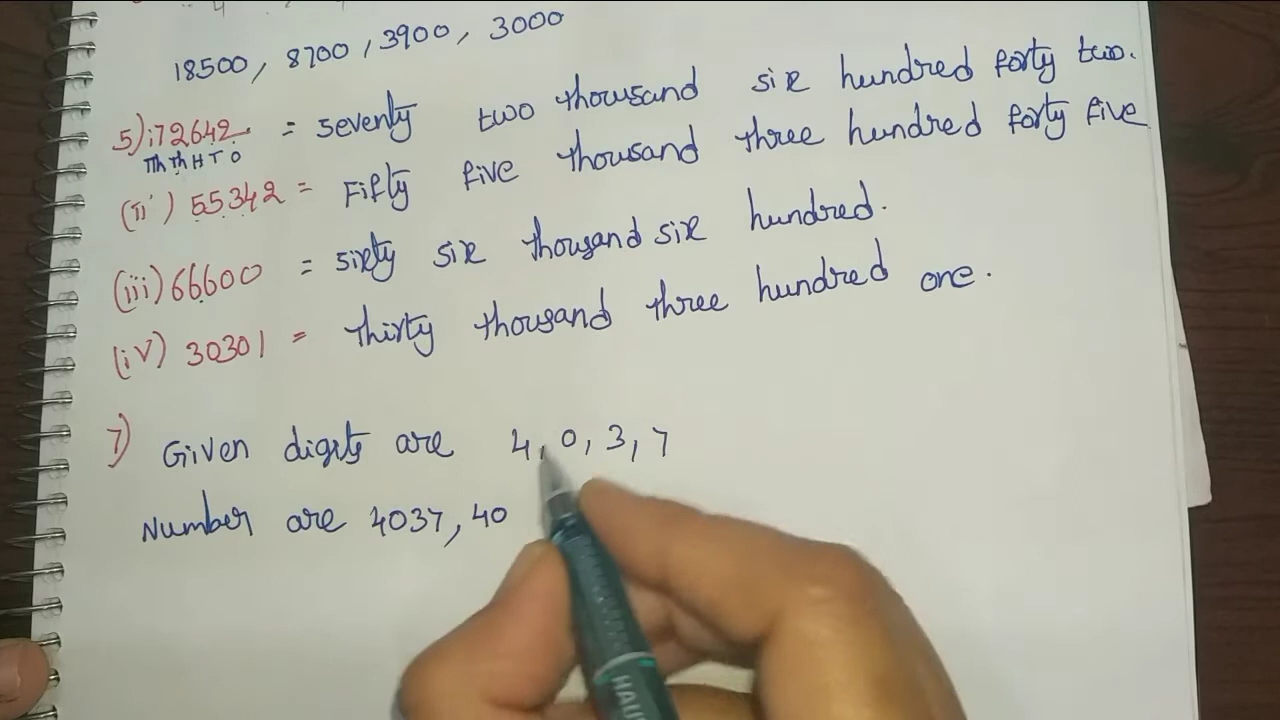 18500, 8700, 3900, 3000
5) i 72642 = seventy two thousand six hundred forty two.
Tth th H T O
(ii) 55342 = Fifty five thousand three hundred forty five
(iii) 66600 = sixty six thousand six hundred.
(iv) 30301 = thirty thousand three hundred one.
7) Given digits are 4, 0, 3, 7
Number are 4037, 40
HAU